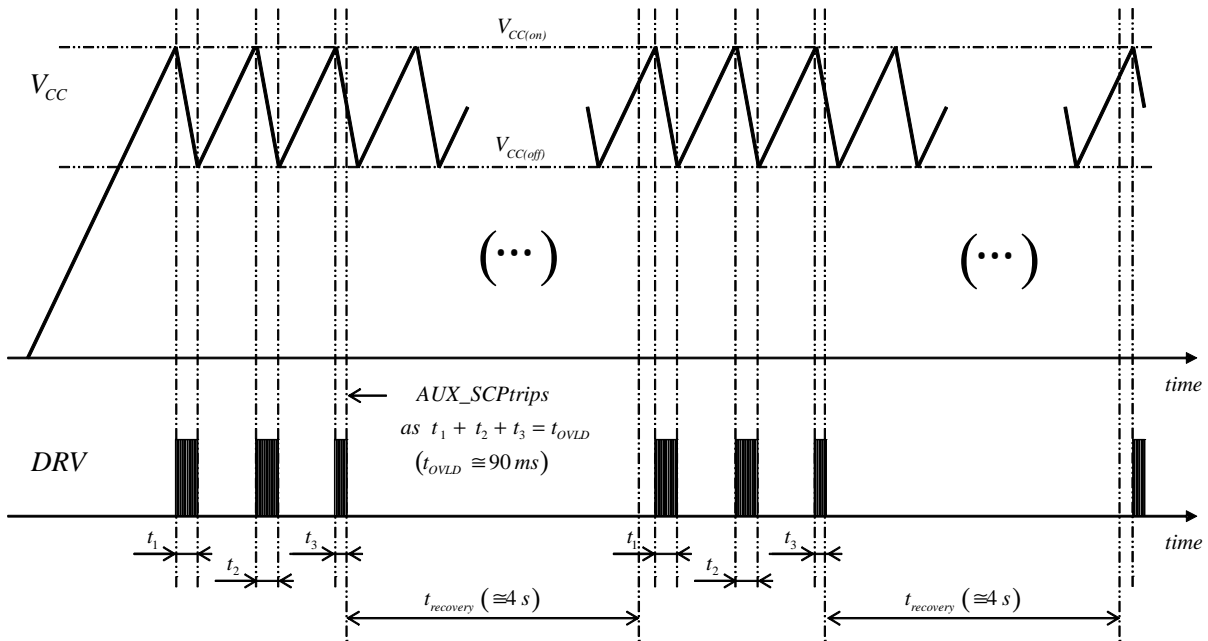 V_CC(on)
V_CC
V_CC(off)
(···)
(···)
time
AUX_SCPtrips
as t_1 + t_2 + t_3 = t_OVLD
(t_OVLD ≅ 90 ms)
DRV
time
t_1
t_2
t_3
t_1
t_2
t_3
t_recovery (≅4 s)
t_recovery (≅4 s)